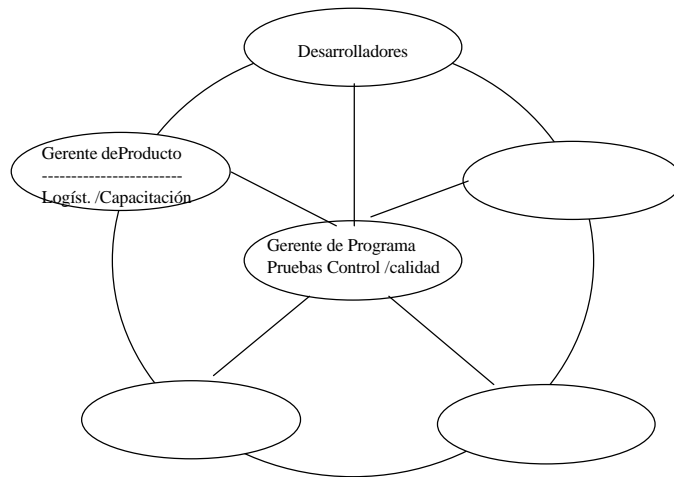 Desarrolladores
Gerente deProducto
-------------------------
Logíst. /Capacitación
Gerente de Programa
Pruebas Control /calidad